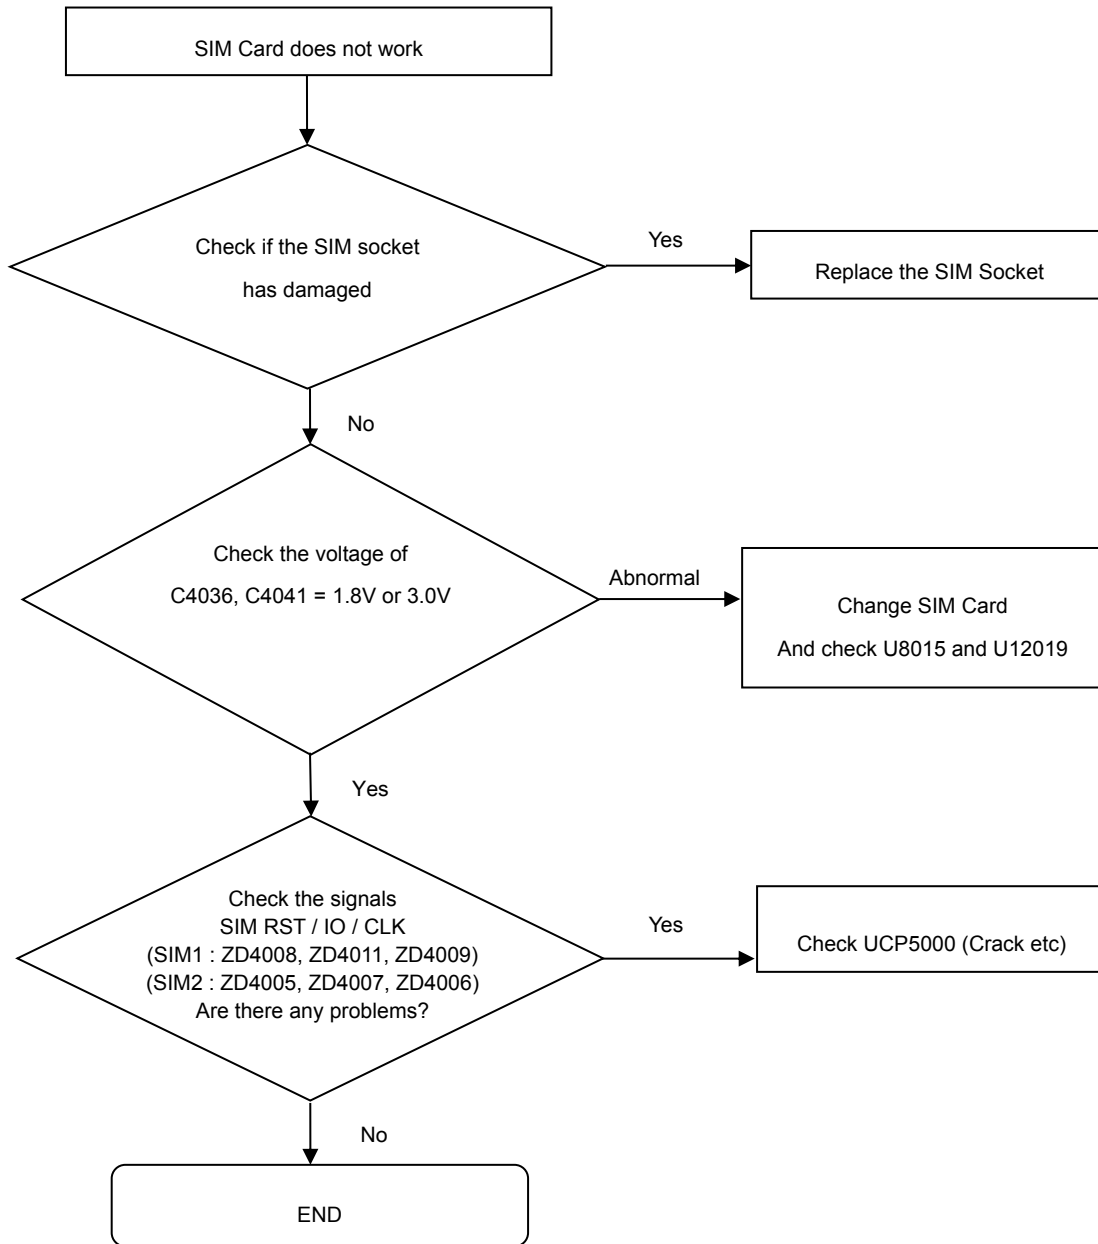 SIM Card does not work
Check if the SIM socket
has damaged
Yes
Replace the SIM Socket
No
Check the voltage of
C4036, C4041 = 1.8V or 3.0V
Abnormal
Change SIM Card
And check U8015 and U12019
Yes
Check the signals
SIM RST / IO / CLK
(SIM1 : ZD4008, ZD4011, ZD4009)
(SIM2 : ZD4005, ZD4007, ZD4006)
Are there any problems?
Yes
Check UCP5000 (Crack etc)
No
END